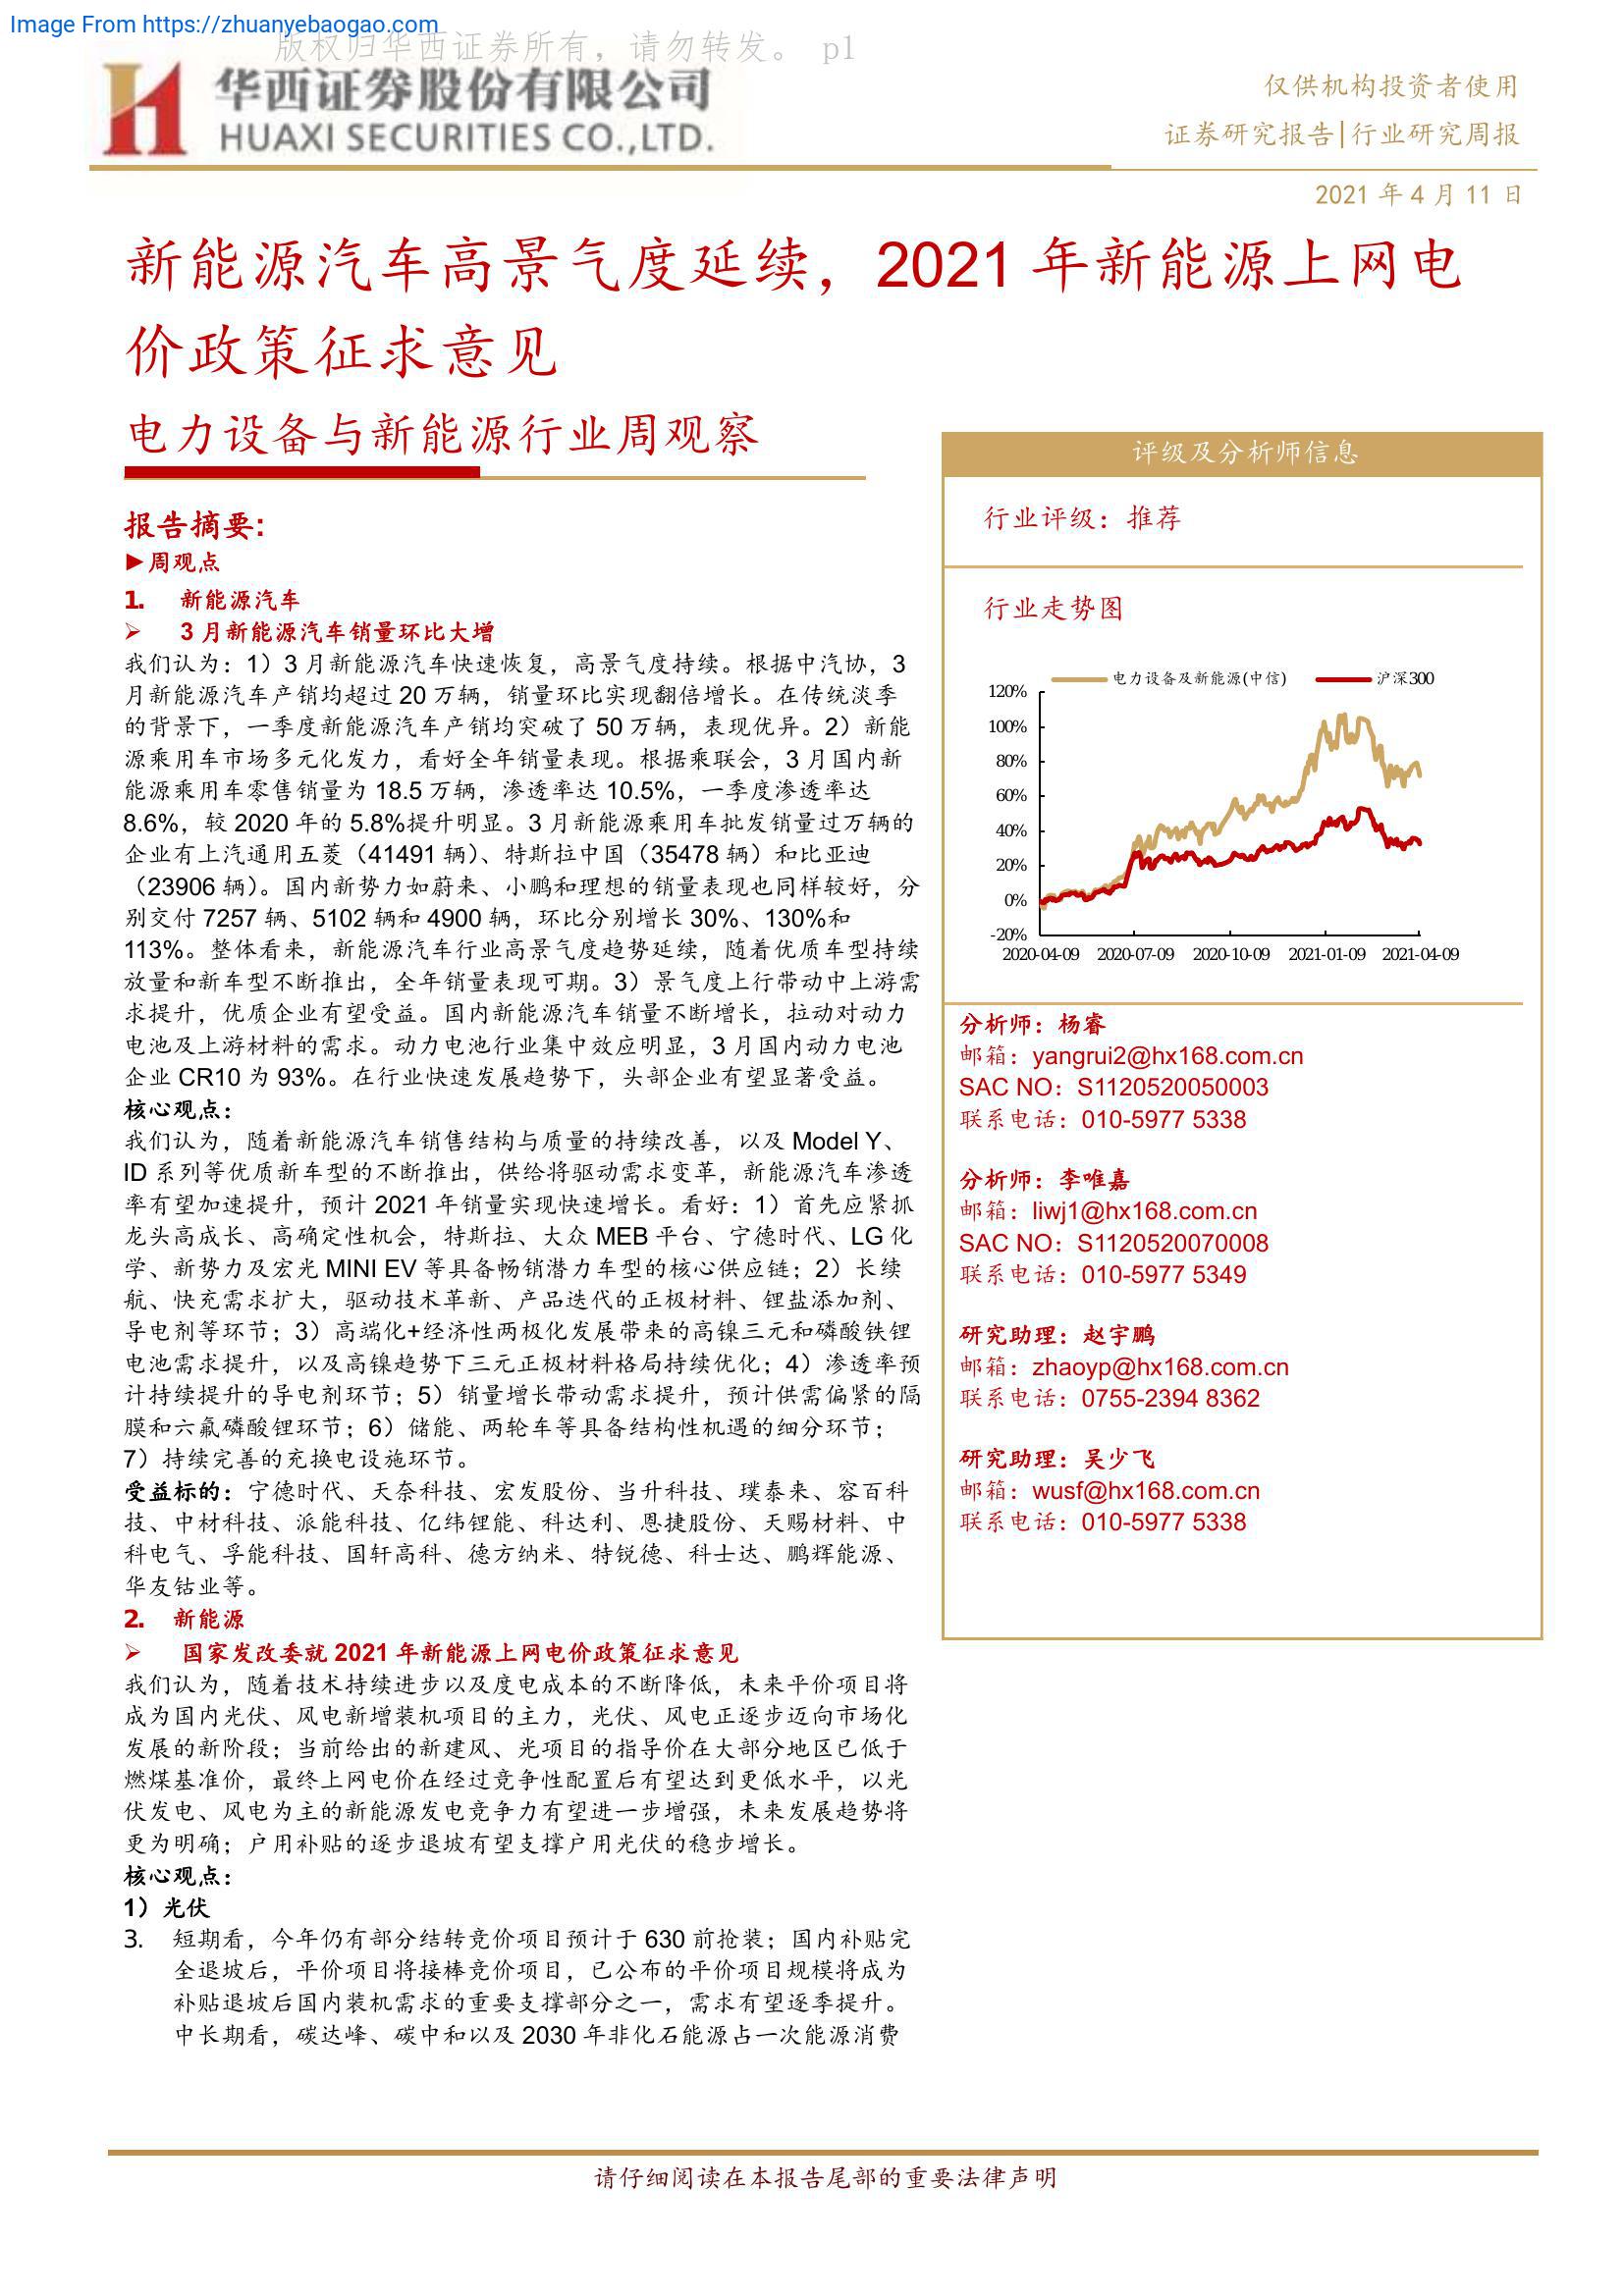 Image From https://zhuanyebaogao.com
版权归华西证券所有，请勿转发。 p1
华西证券股份有限公司
HUAXI SECURITIES CO.,LTD.
仅供机构投资者使用
证券研究报告|行业研究周报
2021 年 4 月 11 日
新能源汽车高景气度延续，2021 年新能源上网电
价政策征求意见
电力设备与新能源行业周观察
报告摘要:
►周观点
1. 新能源汽车
➢ 3 月新能源汽车销量环比大增
我们认为：1）3 月新能源汽车快速恢复，高景气度持续。根据中汽协，3
月新能源汽车产销均超过 20 万辆，销量环比实现翻倍增长。在传统淡季
的背景下，一季度新能源汽车产销均突破了 50 万辆，表现优异。2）新能
源乘用车市场多元化发力，看好全年销量表现。根据乘联会，3 月国内新
能源乘用车零售销量为 18.5 万辆，渗透率达 10.5%，一季度渗透率达
8.6%，较 2020 年的 5.8%提升明显。3 月新能源乘用车批发销量过万辆的
企业有上汽通用五菱（41491 辆）、特斯拉中国（35478 辆）和比亚迪
（23906 辆）。国内新势力如蔚来、小鹏和理想的销量表现也同样较好，分
别交付 7257 辆、5102 辆和 4900 辆，环比分别增长 30%、130%和
113%。整体看来，新能源汽车行业高景气度趋势延续，随着优质车型持续
放量和新车型不断推出，全年销量表现可期。3）景气度上行带动中上游需
求提升，优质企业有望受益。国内新能源汽车销量不断增长，拉动对动力
电池及上游材料的需求。动力电池行业集中效应明显，3 月国内动力电池
企业 CR10 为 93%。在行业快速发展趋势下，头部企业有望显著受益。
核心观点：
我们认为，随着新能源汽车销售结构与质量的持续改善，以及 Model Y、
ID 系列等优质新车型的不断推出，供给将驱动需求变革，新能源汽车渗透
率有望加速提升，预计 2021 年销量实现快速增长。看好：1）首先应紧抓
龙头高成长、高确定性机会，特斯拉、大众 MEB 平台、宁德时代、LG 化
学、新势力及宏光 MINI EV 等具备畅销潜力车型的核心供应链；2）长续
航、快充需求扩大，驱动技术革新、产品迭代的正极材料、锂盐添加剂、
导电剂等环节；3）高端化+经济性两极化发展带来的高镍三元和磷酸铁锂
电池需求提升，以及高镍趋势下三元正极材料格局持续优化；4）渗透率预
计持续提升的导电剂环节；5）销量增长带动需求提升，预计供需偏紧的隔
膜和六氟磷酸锂环节；6）储能、两轮车等具备结构性机遇的细分环节；
7）持续完善的充换电设施环节。
受益标的：宁德时代、天奈科技、宏发股份、当升科技、璞泰来、容百科
技、中材科技、派能科技、亿纬锂能、科达利、恩捷股份、天赐材料、中
科电气、孚能科技、国轩高科、德方纳米、特锐德、科士达、鹏辉能源、
华友钴业等。
2. 新能源
➢ 国家发改委就 2021 年新能源上网电价政策征求意见
我们认为，随着技术持续进步以及度电成本的不断降低，未来平价项目将
成为国内光伏、风电新增装机项目的主力，光伏、风电正逐步迈向市场化
发展的新阶段；当前给出的新建风、光项目的指导价在大部分地区已低于
燃煤基准价，最终上网电价在经过竞争性配置后有望达到更低水平，以光
伏发电、风电为主的新能源发电竞争力有望进一步增强，未来发展趋势将
更为明确；户用补贴的逐步退坡有望支撑户用光伏的稳步增长。
核心观点：
1）光伏
3. 短期看，今年仍有部分结转竞价项目预计于 630 前抢装；国内补贴完
全退坡后，平价项目将接棒竞价项目，已公布的平价项目规模将成为
补贴退坡后国内装机需求的重要支撑部分之一，需求有望逐季提升。
中长期看，碳达峰、碳中和以及 2030 年非化石能源占一次能源消费
评级及分析师信息
行业评级：推荐
行业走势图
电力设备及新能源(中信) 沪深300
120%
100%
80%
60%
40%
20%
0%
-20%
2020-04-09 2020-07-09 2020-10-09 2021-01-09 2021-04-09
分析师：杨睿
邮箱：yangrui2@hx168.com.cn
SAC NO：S1120520050003
联系电话：010-5977 5338
分析师：李唯嘉
邮箱：liwj1@hx168.com.cn
SAC NO：S1120520070008
联系电话：010-5977 5349
研究助理：赵宇鹏
邮箱：zhaoyp@hx168.com.cn
联系电话：0755-2394 8362
研究助理：吴少飞
邮箱：wusf@hx168.com.cn
联系电话：010-5977 5338
请仔细阅读在本报告尾部的重要法律声明